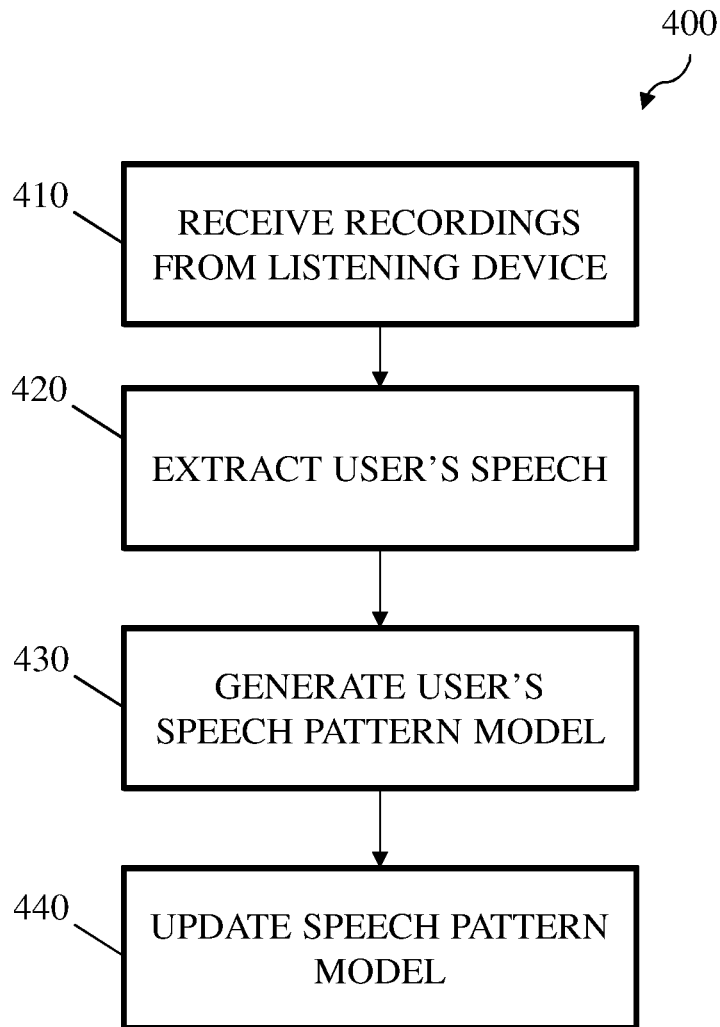 400
410
RECEIVE RECORDINGS
FROM LISTENING DEVICE
420
EXTRACT USER'S SPEECH
430
GENERATE USER'S
SPEECH PATTERN MODEL
440
UPDATE SPEECH PATTERN
MODEL